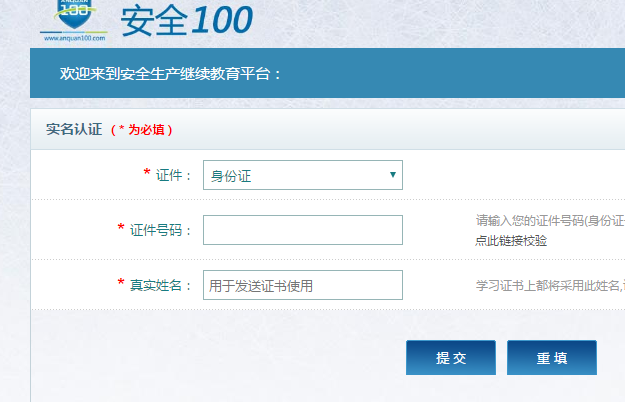 ANQUAN
100
www.anquan100.com
安全100
欢迎来到安全生产继续教育平台：
实名认证 ( * 为必填 )
* 证件： 身份证
* 证件号码：
请输入您的证件号码(身份证
点此链接校验
* 真实姓名： 用于发送证书使用
学习证书上都将采用此姓名,
提 交 重 填